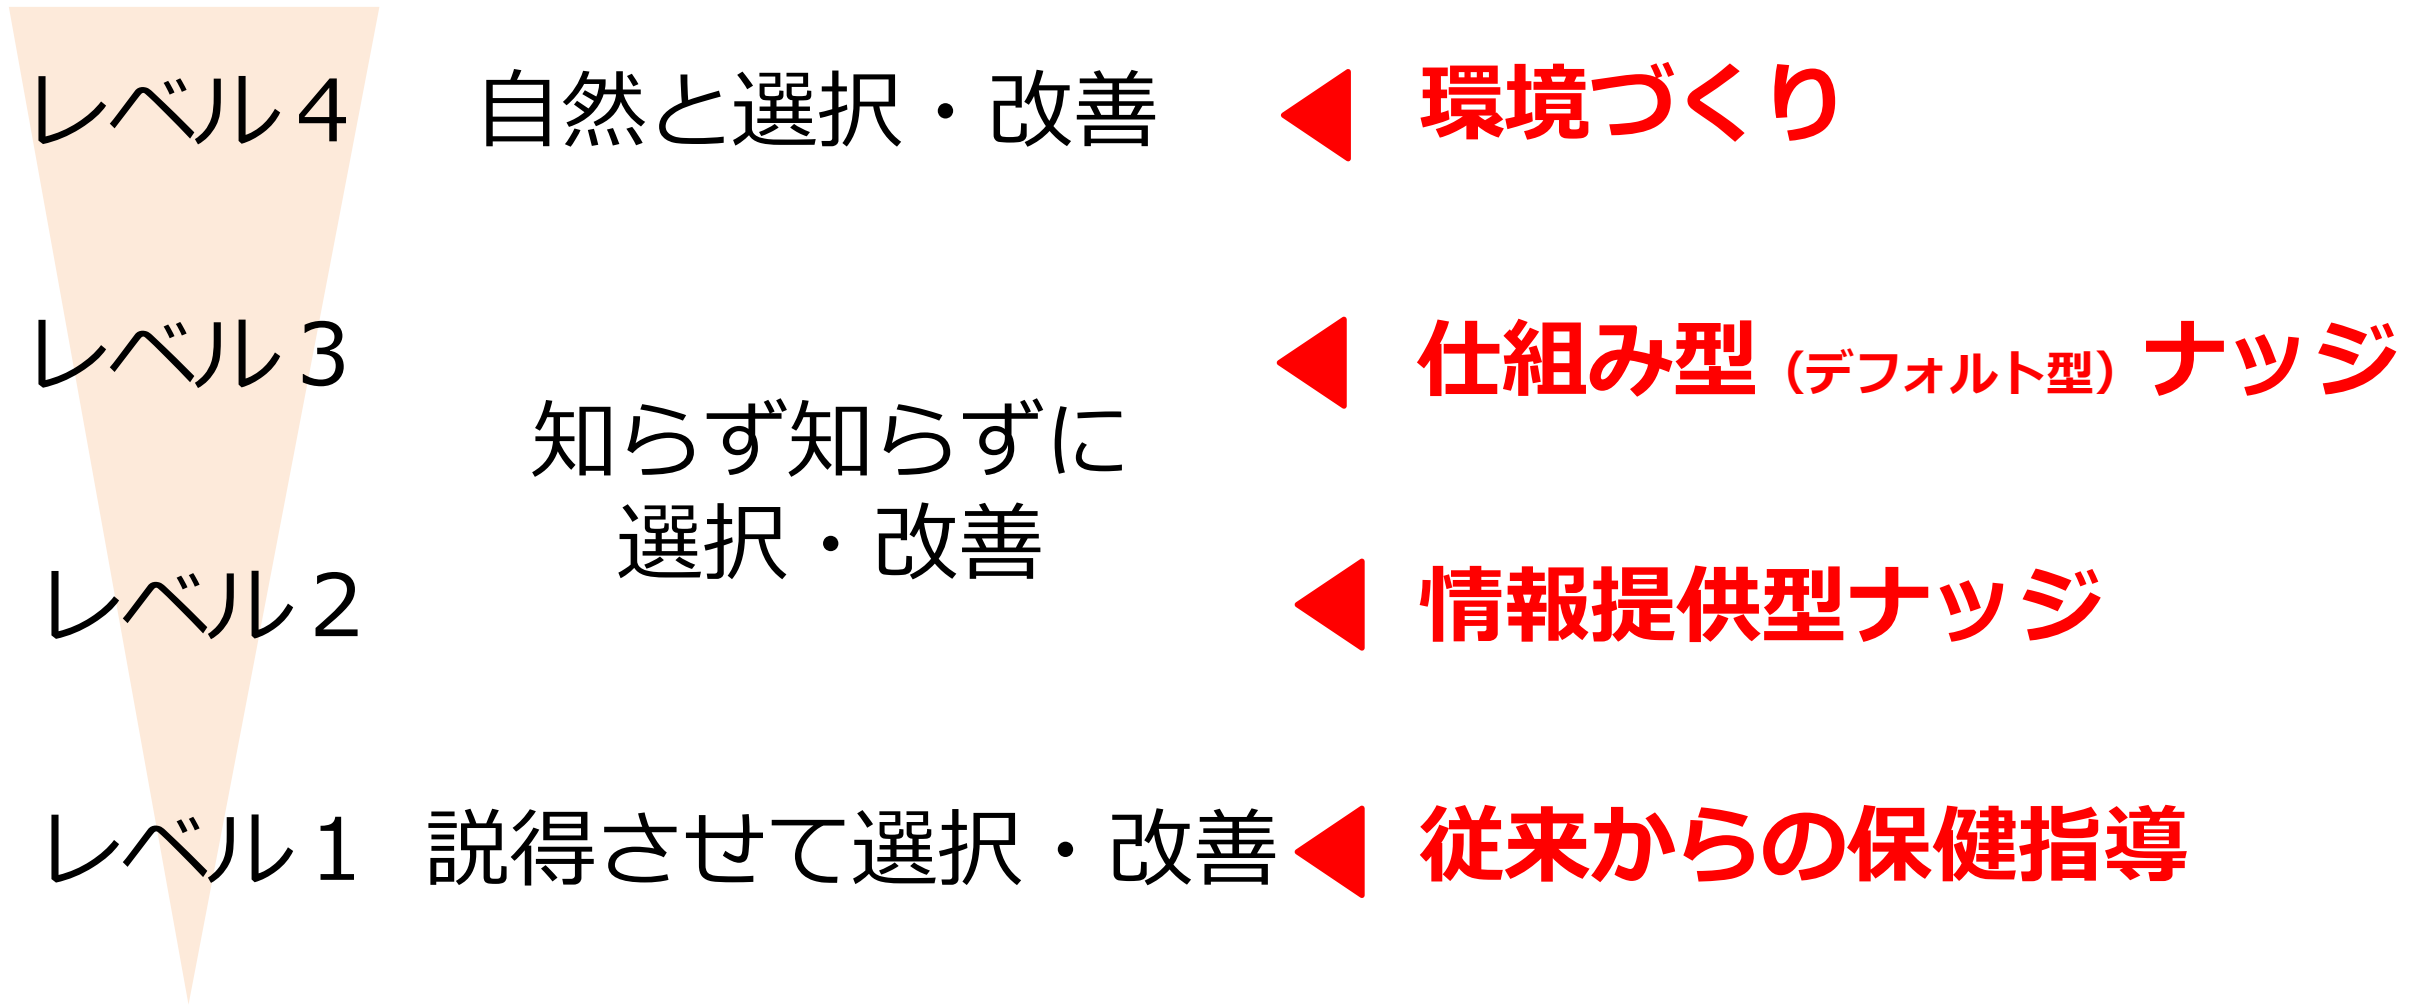 レベル４ 自然と選択・改善 環境づくり
レベル３ 仕組み型（デフォルト型）ナッジ
知らず知らずに
選択・改善
レベル２ 情報提供型ナッジ
レベル１ 説得させて選択・改善 従来からの保健指導